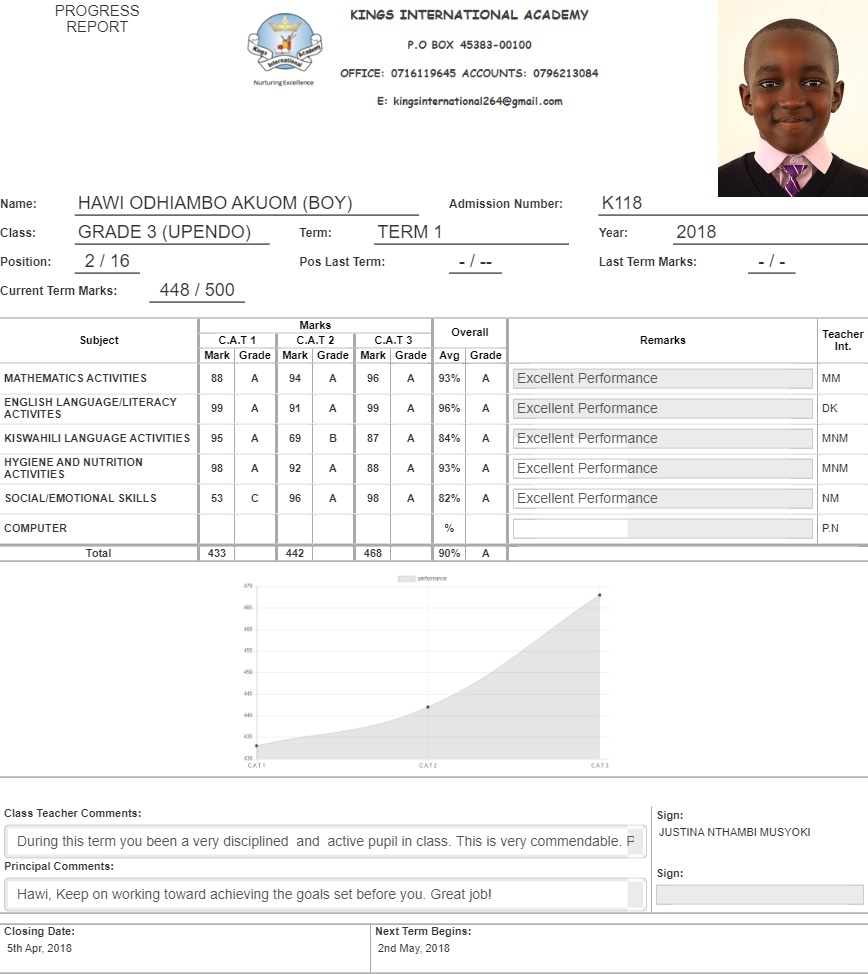 PROGRESS
REPORT
KINGS INTERNATIONAL ACADEMY
P.O BOX 45383-00100
OFFICE: 0716119645 ACCOUNTS: 0796213084
E: kingsinternational264@gmail.com
Kings International Academy
Nurturing Excellence
Name: HAWI ODHIAMBO AKUOM (BOY) Admission Number: K118
Class: GRADE 3 (UPENDO) Term: TERM 1 Year: 2018
Position: 2 / 16 Pos Last Term: - / -- Last Term Marks: - / -
Current Term Marks: 448 / 500
Subject Marks Overall Remarks Teacher Int.
C.A.T 1 C.A.T 2 C.A.T 3
Mark Grade Mark Grade Mark Grade Avg Grade
MATHEMATICS ACTIVITIES 88 A 94 A 96 A 93% A Excellent Performance MM
ENGLISH LANGUAGE/LITERACY ACTIVITES 99 A 91 A 99 A 96% A Excellent Performance DK
KISWAHILI LANGUAGE ACTIVITIES 95 A 69 B 87 A 84% A Excellent Performance MNM
HYGIENE AND NUTRITION ACTIVITIES 98 A 92 A 88 A 93% A Excellent Performance MNM
SOCIAL/EMOTIONAL SKILLS 53 C 96 A 98 A 82% A Excellent Performance NM
COMPUTER % P.N
Total 433 442 468 90% A
performance
470
465
460
455
450
445
440
435
430
CAT1 CAT2 CAT3
Class Teacher Comments:
During this term you been a very disciplined and active pupil in class. This is very commendable. P
Sign:
JUSTINA NTHAMBI MUSYOKI
Principal Comments:
Hawi, Keep on working toward achieving the goals set before you. Great job!
Sign:
Closing Date: Next Term Begins:
5th Apr, 2018 2nd May, 2018